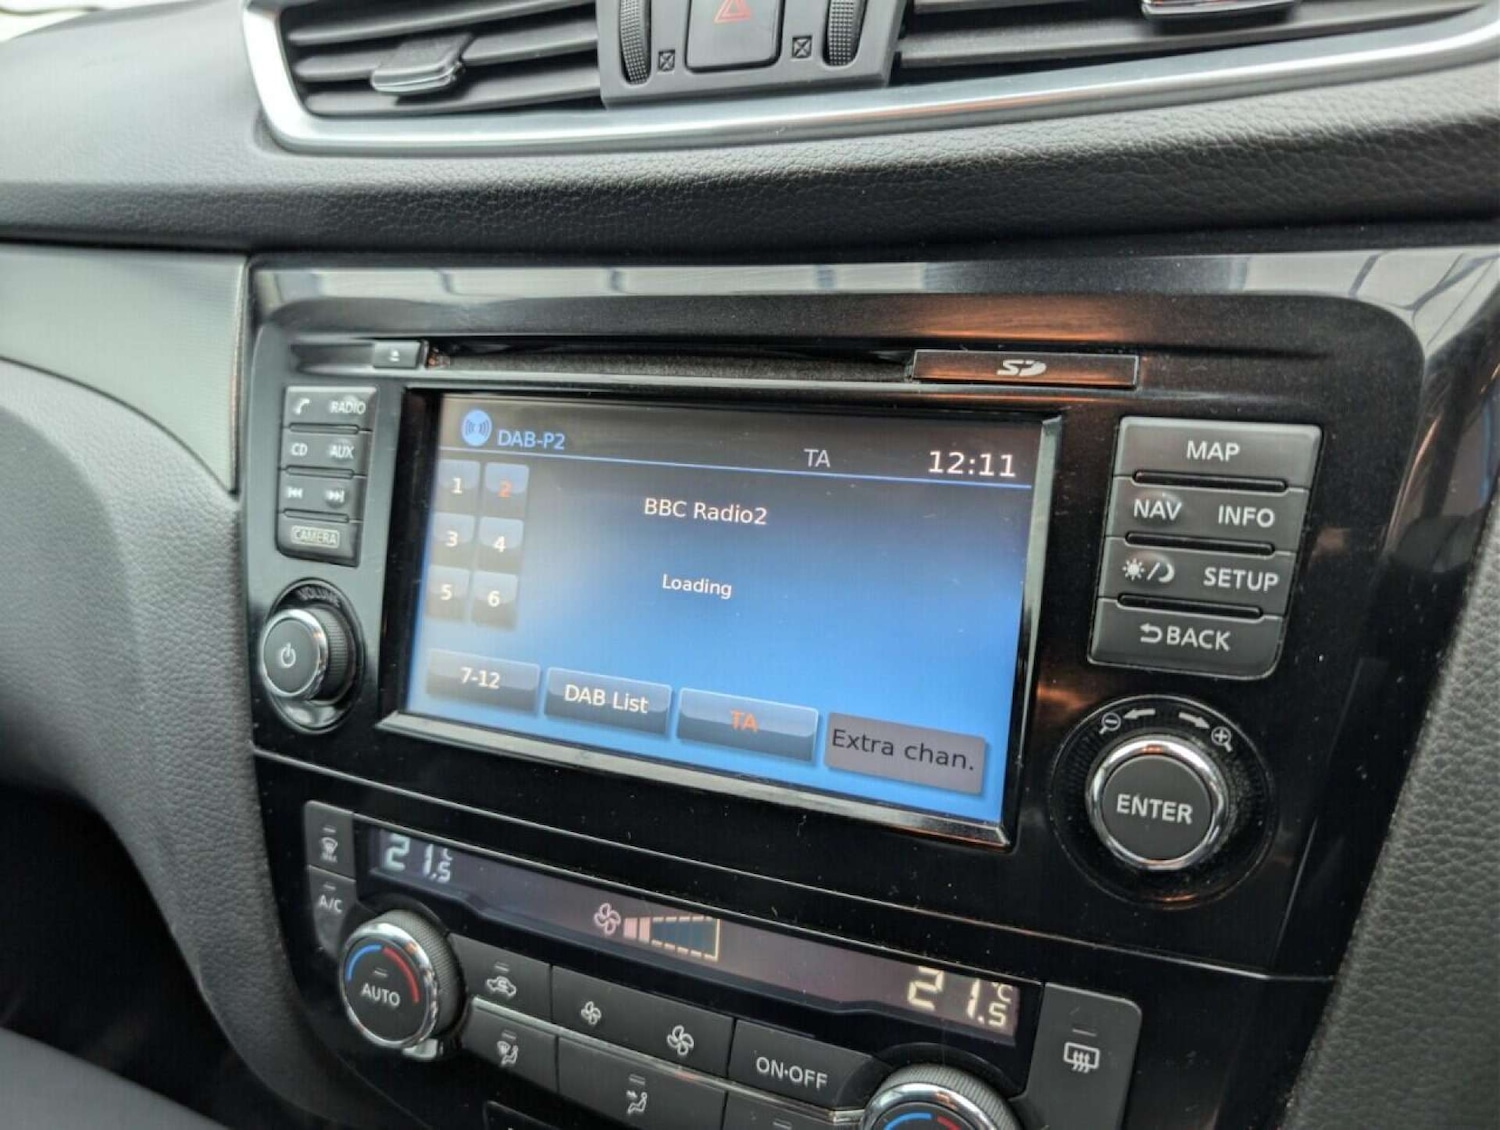 SD
RADIO
CD AUX
CAMERA
VOLUME
DAB-P2
TA
12:11
1 2
3 4
5 6
BBC Radio2
Loading
7-12
DAB List
TA
Extra chan.
MAP
NAV INFO
SETUP
BACK
ENTER
21.5
A/C
AUTO
21.5°C
ON·OFF